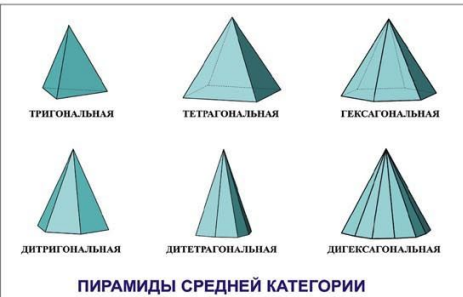 ТРИГОНАЛЬНАЯ ТЕТРАГОНАЛЬНАЯ ГЕКСАГОНАЛЬНАЯ
ДИТРИГОНАЛЬНАЯ ДИТЕТРАГОНАЛЬНАЯ ДИГЕКСАГОНАЛЬНАЯ
ПИРАМИДЫ СРЕДНЕЙ КАТЕГОРИИ